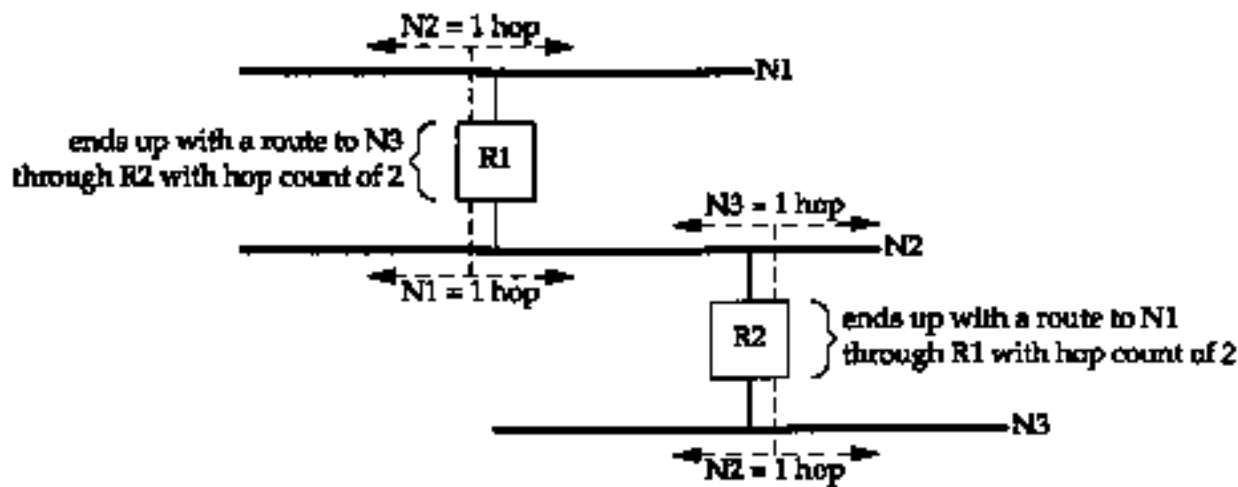 N2 = 1 hop
N1
ends up with a route to N3
through R2 with hop count of 2
R1
N3 = 1 hop
N2
N1 = 1 hop
R2
ends up with a route to N1
through R1 with hop count of 2
N3
N2 = 1 hop